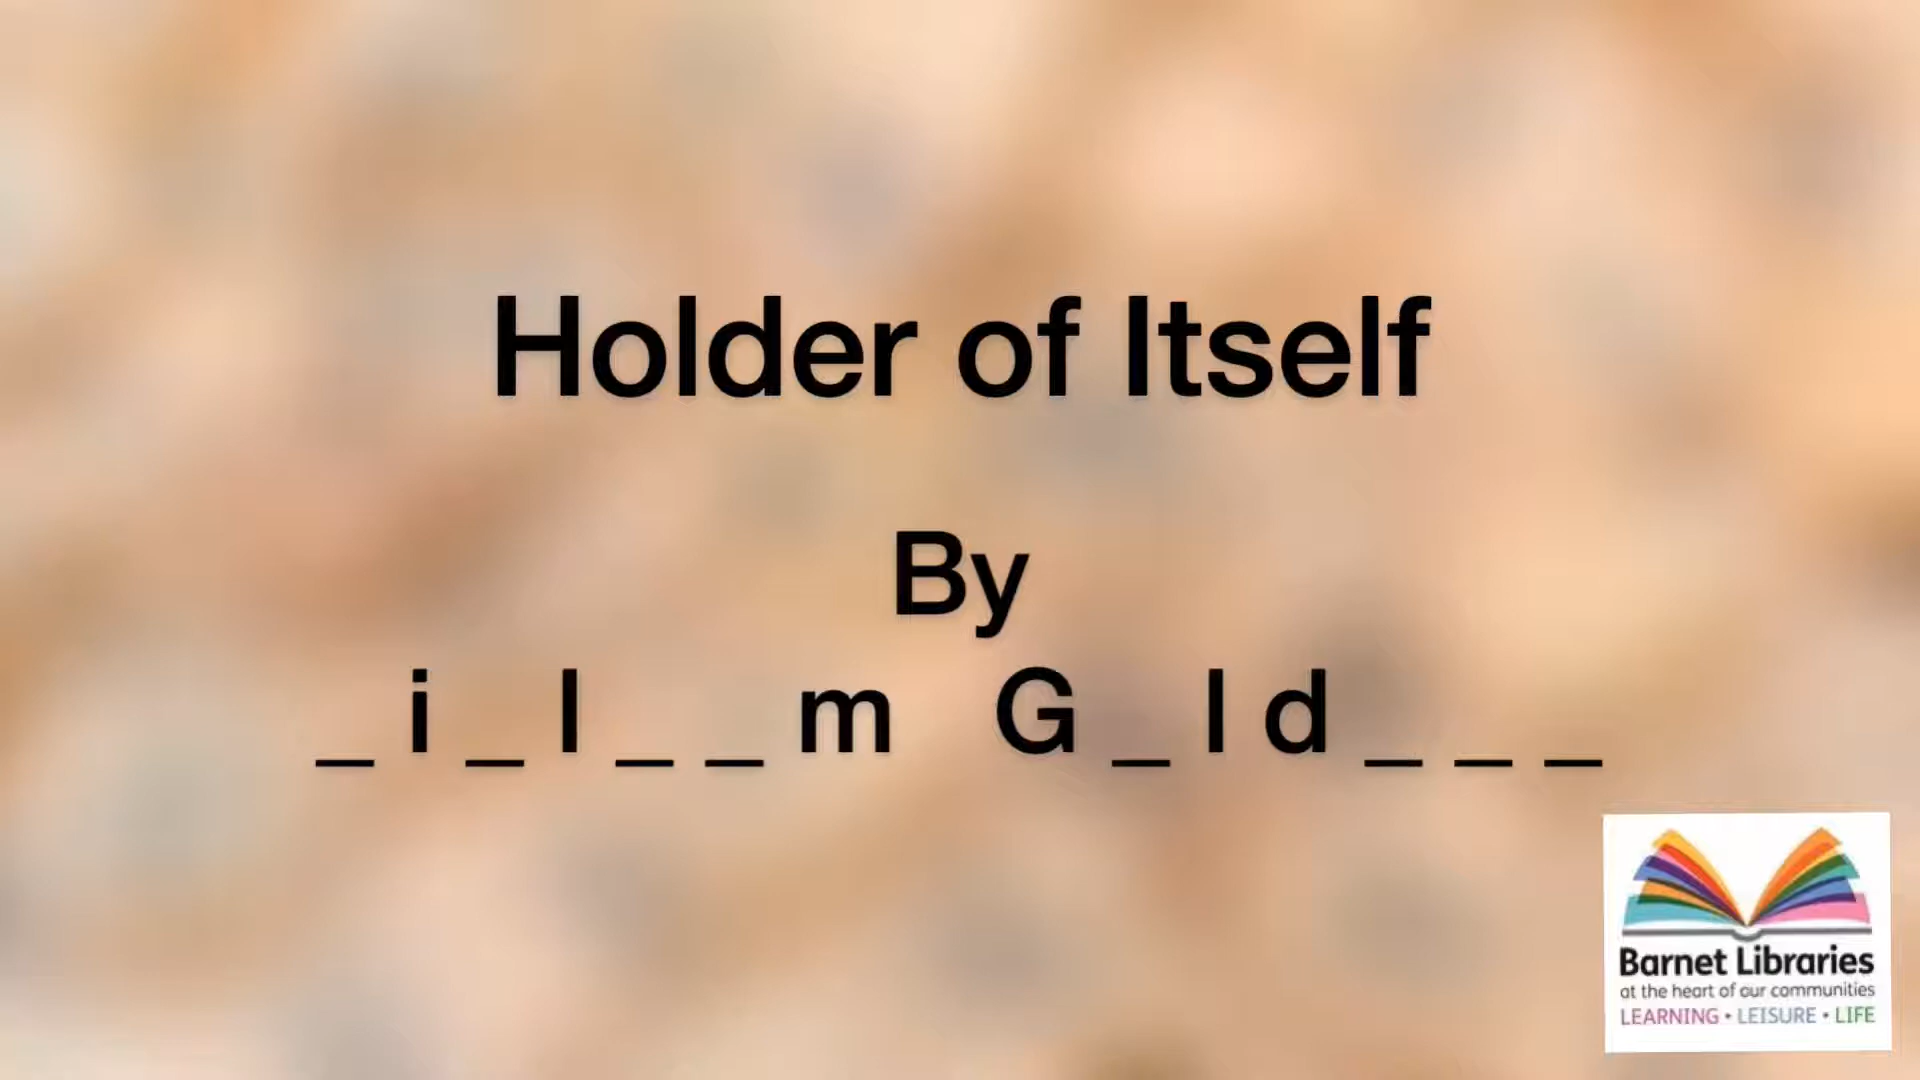 Holder of Itself
By
_ i _ l _ _ m G _ l d _ _ _
Barnet Libraries
at the heart of our communities
LEARNING • LEISURE • LIFE